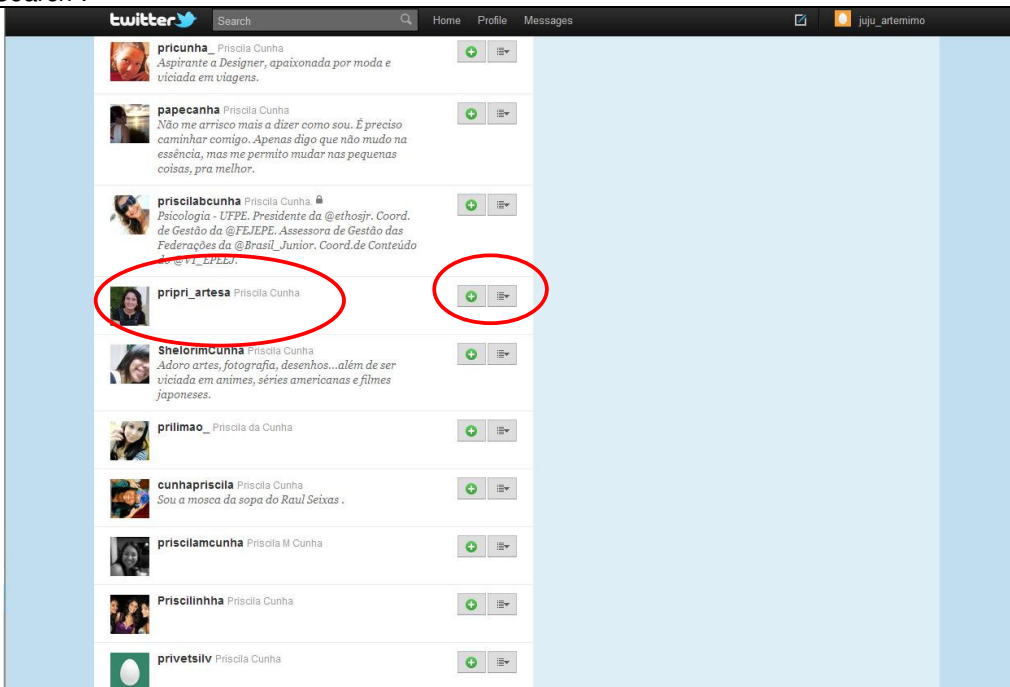 Search .
twitter Search Home Profile Messages juju_artemimo
pricunha_ Priscila Cunha
Aspirante a Designer, apaixonada por moda e
viciada em viagens.
papecanha Priscila Cunha
Não me arrisco mais a dizer como sou. É preciso
caminhar comigo. Apenas digo que não mudo na
essência, mas me permito mudar nas pequenas
coisas, pra melhor.
priscilabcunha Priscila Cunha.
Psicologia - UFPE. Presidente da @ethosjr. Coord.
de Gestão da @FEJEPE. Assessora de Gestão das
Federações da @Brasil_Junior. Coord.de Conteúdo
do @VI_EPEEJ.
pripri_artesa Priscila Cunha
ShelorimCunha Priscila Cunha
Adoro artes, fotografia, desenhos...além de ser
viciada em animes, séries americanas e filmes
japoneses.
prilimao_ Priscila da Cunha
cunhapriscila Priscila Cunha
Sou a mosca da sopa do Raul Seixas .
priscilamcunha Priscila M Cunha
Priscilinhha Priscila Cunha
privetsilv Priscila Cunha